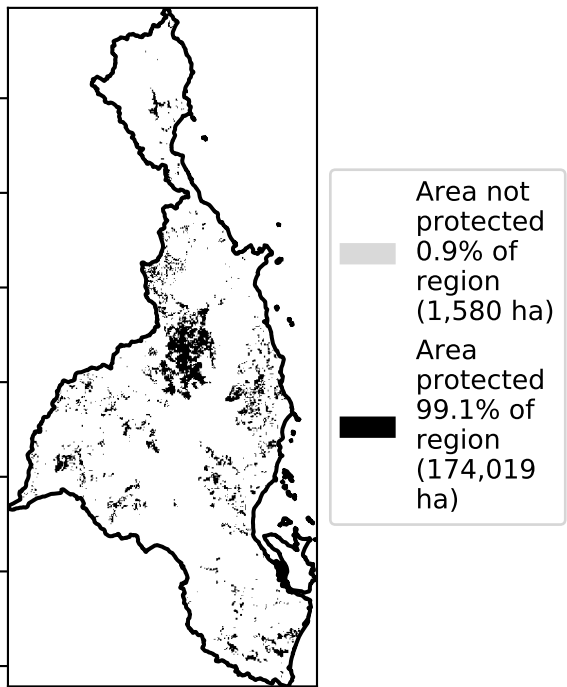 Area not
protected
0.9% of
region
(1,580 ha)
Area
protected
99.1% of
region
(174,019
ha)